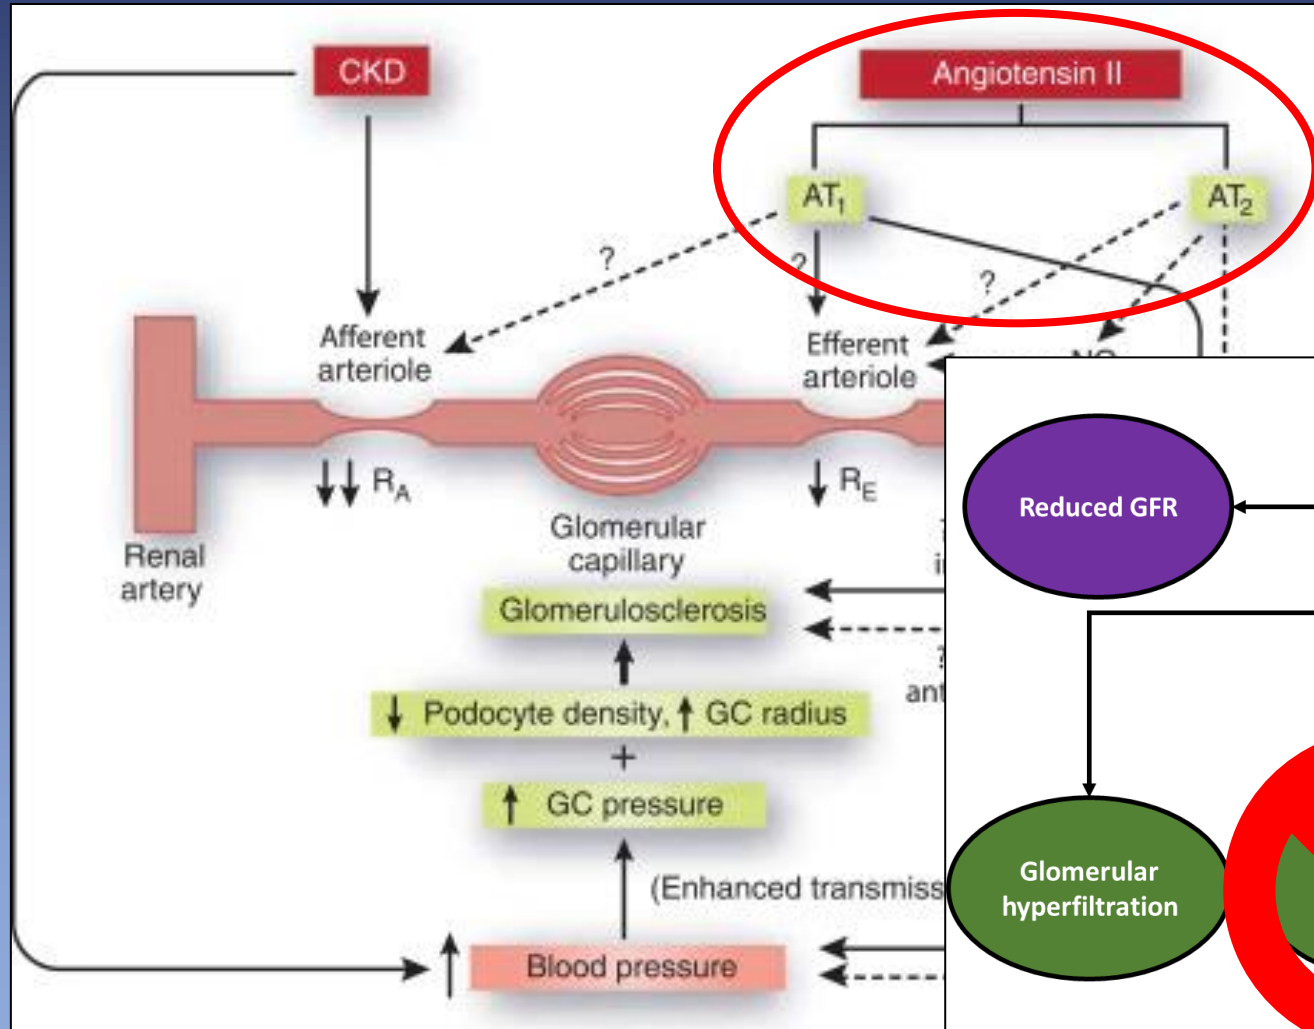 CKD
Angiotensin II
AT1
AT2
?
?
?
Afferent
arteriole
Efferent
arteriole
RA
RE
Renal
artery
Glomerular
capillary
Glomerulosclerosis
Podocyte density, GC radius
+
GC pressure
(Enhanced transmiss
Blood pressure
Reduced GFR
Glomerular
hyperfiltration